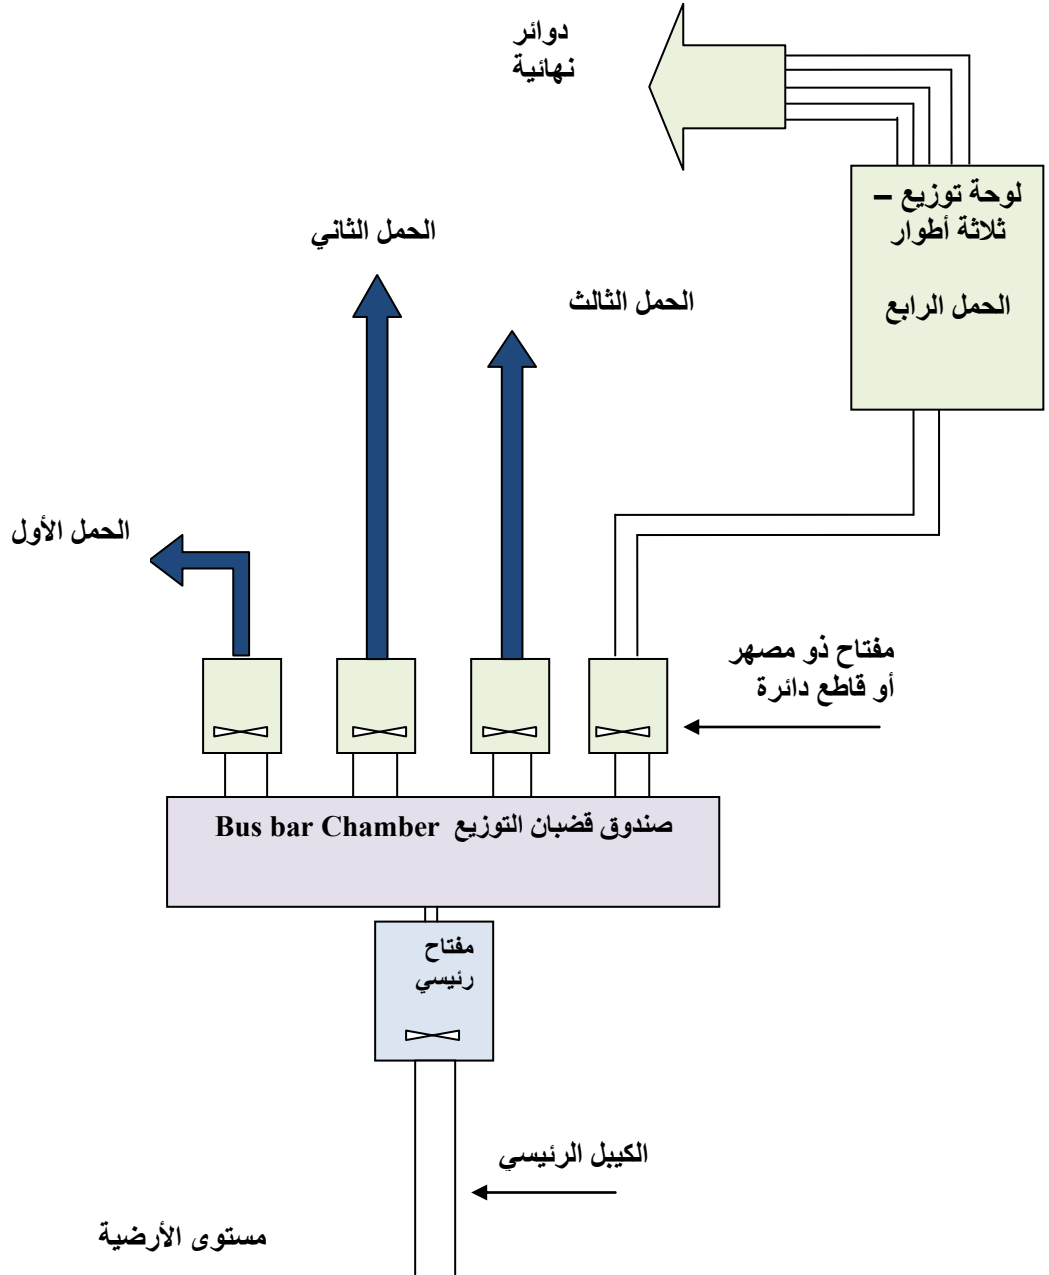 دوائر
نهائية
لوحة توزيع –
ثلاثة أطوار
الحمل الرابع
الحمل الثاني
الحمل الثالث
الحمل الأول
مفتاح ذو مصهر
أو قاطع دائرة
صندوق قضبان التوزيع Bus bar Chamber
مفتاح
رئيسي
الكيبل الرئيسي
مستوى الأرضية